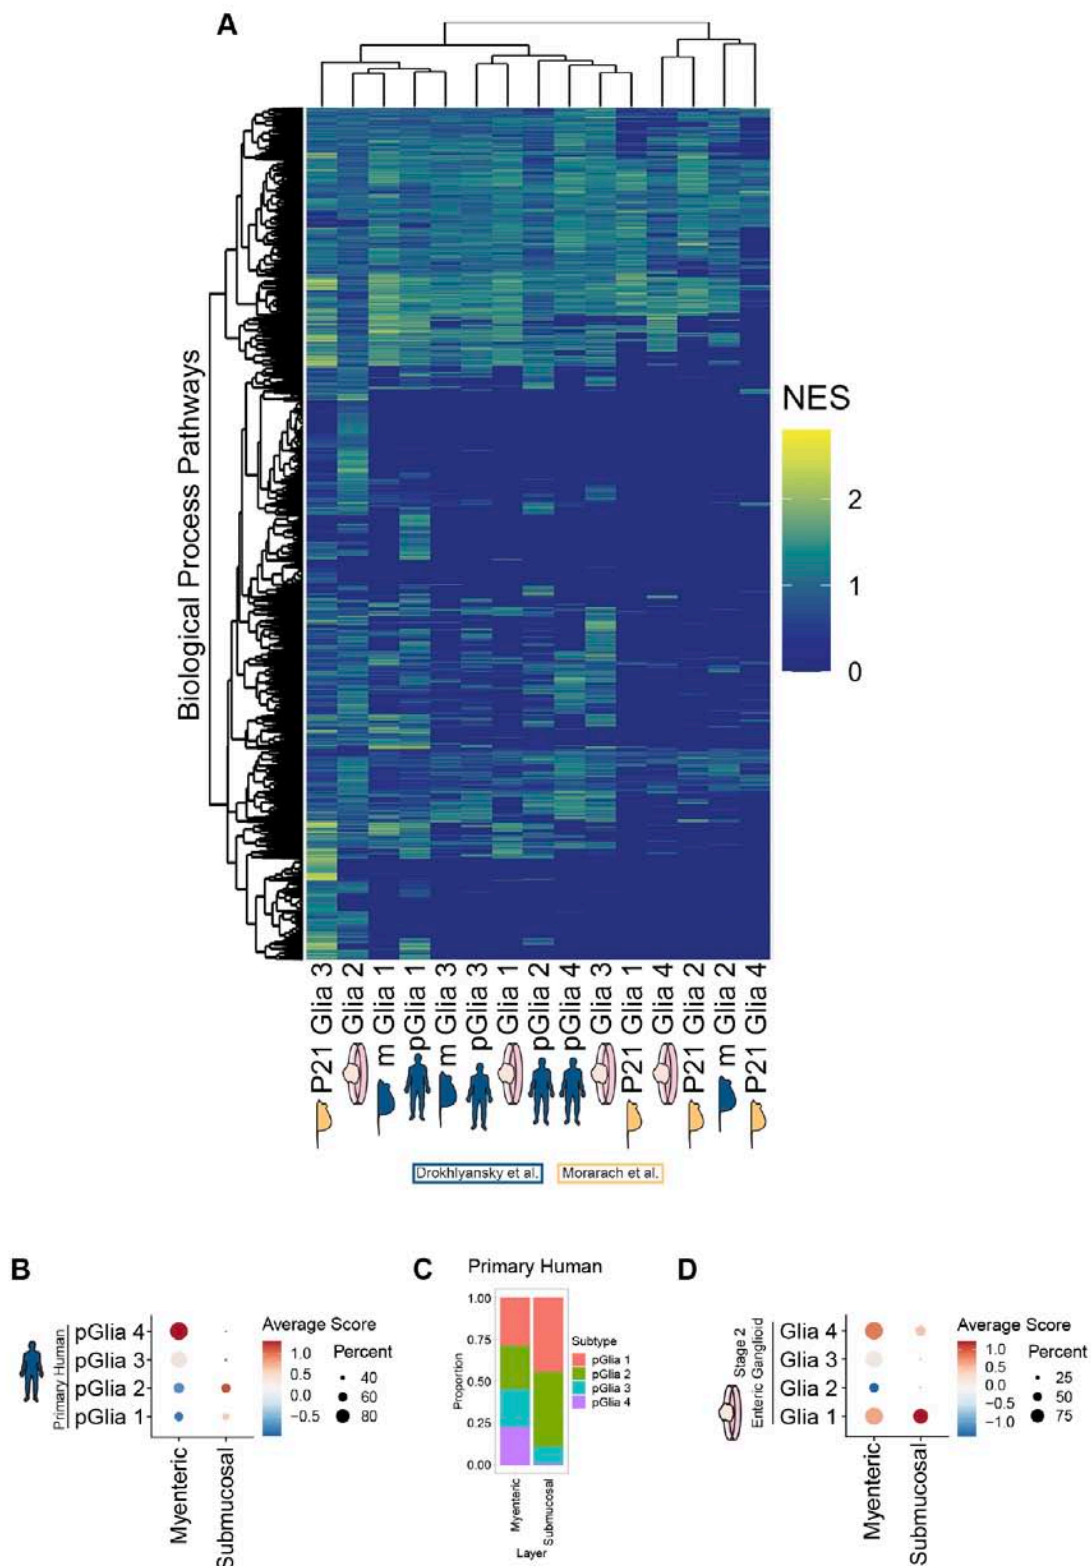 A
Biological Process Pathways
NES
2
1
0
P21 Glia 3
Glia 2
m Glia 1
pGlia 1
m Glia 3
pGlia 3
Glia 1
pGlia 2
pGlia 4
Glia 3
P21 Glia 1
Glia 4
P21 Glia 2
m Glia 2
P21 Glia 4
Drokhlyansky et al.
Morarach et al.
B
Primary Human
pGlia 4
pGlia 3
pGlia 2
pGlia 1
Myenteric
Submucosal
Average Score
1.0
0.5
0.0
−0.5
Percent
40
60
80
C
Primary Human
Proportion
1.00
0.75
0.50
0.25
0.00
Myenteric
Submucosal
Layer
Subtype
pGlia 1
pGlia 2
pGlia 3
pGlia 4
D
Stage 2
Enteric Ganglioid
Glia 4
Glia 3
Glia 2
Glia 1
Myenteric
Submucosal
Average Score
1.0
0.5
0.0
−0.5
−1.0
Percent
25
50
75